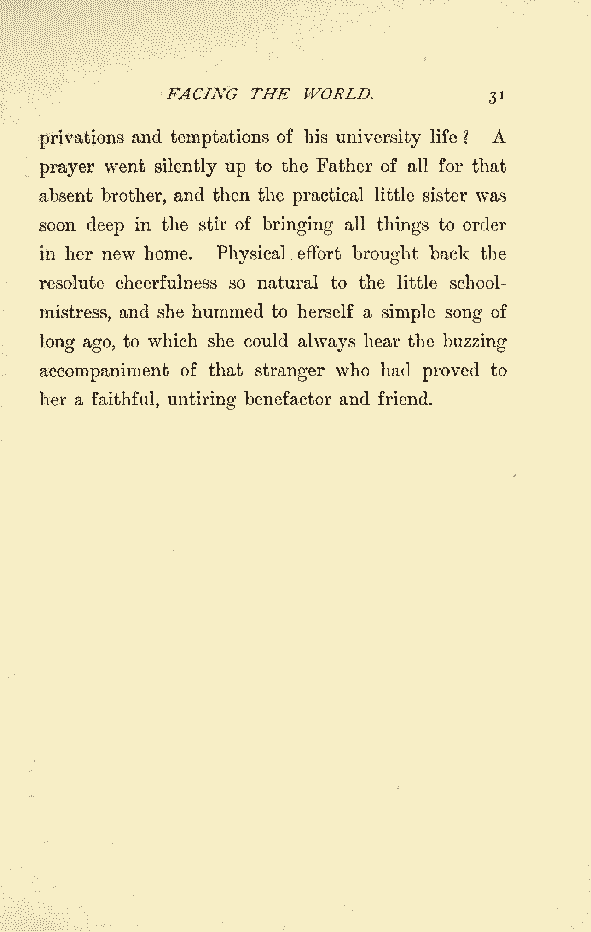 FACING THE WORLD. 31
privations and temptations of his university life? A
prayer went silently up to the Father of all for that
absent brother, and then the practical little sister was
soon deep in the stir of bringing all things to order
in her new home. Physical effort brought back the
resolute cheerfulness so natural to the little school-
mistress, and she hummed to herself a simple song of
long ago, to which she could always hear the buzzing
accompaniment of that stranger who had proved to
her a faithful, untiring benefactor and friend.